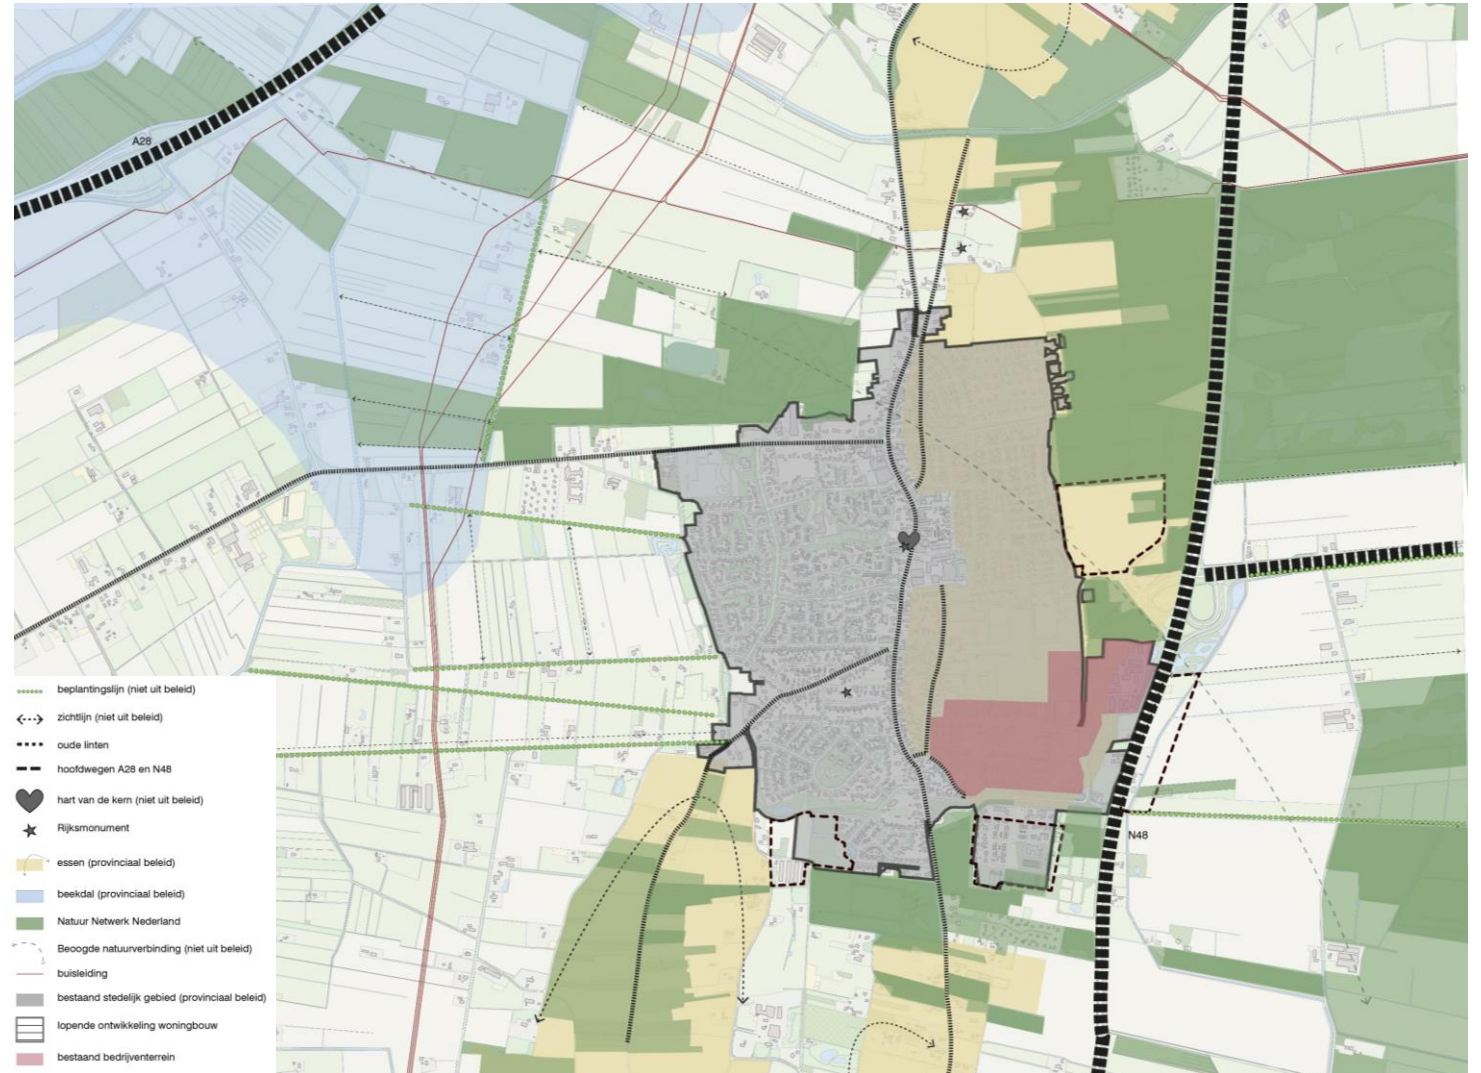 A28
beplantingslijn (niet uit beleid)
zichtlijn (niet uit beleid)
oude linten
hoofdwegen A28 en N48
hart van de kern (niet uit beleid)
Rijksmonument
essen (provinciaal beleid)
beekdal (provinciaal beleid)
Natuur Netwerk Nederland
Beoogde natuurverbinding (niet uit beleid)
buisleiding
bestaand stedelijk gebied (provinciaal beleid)
lopende ontwikkeling woningbouw
bestaand bedrijventerrein
N48